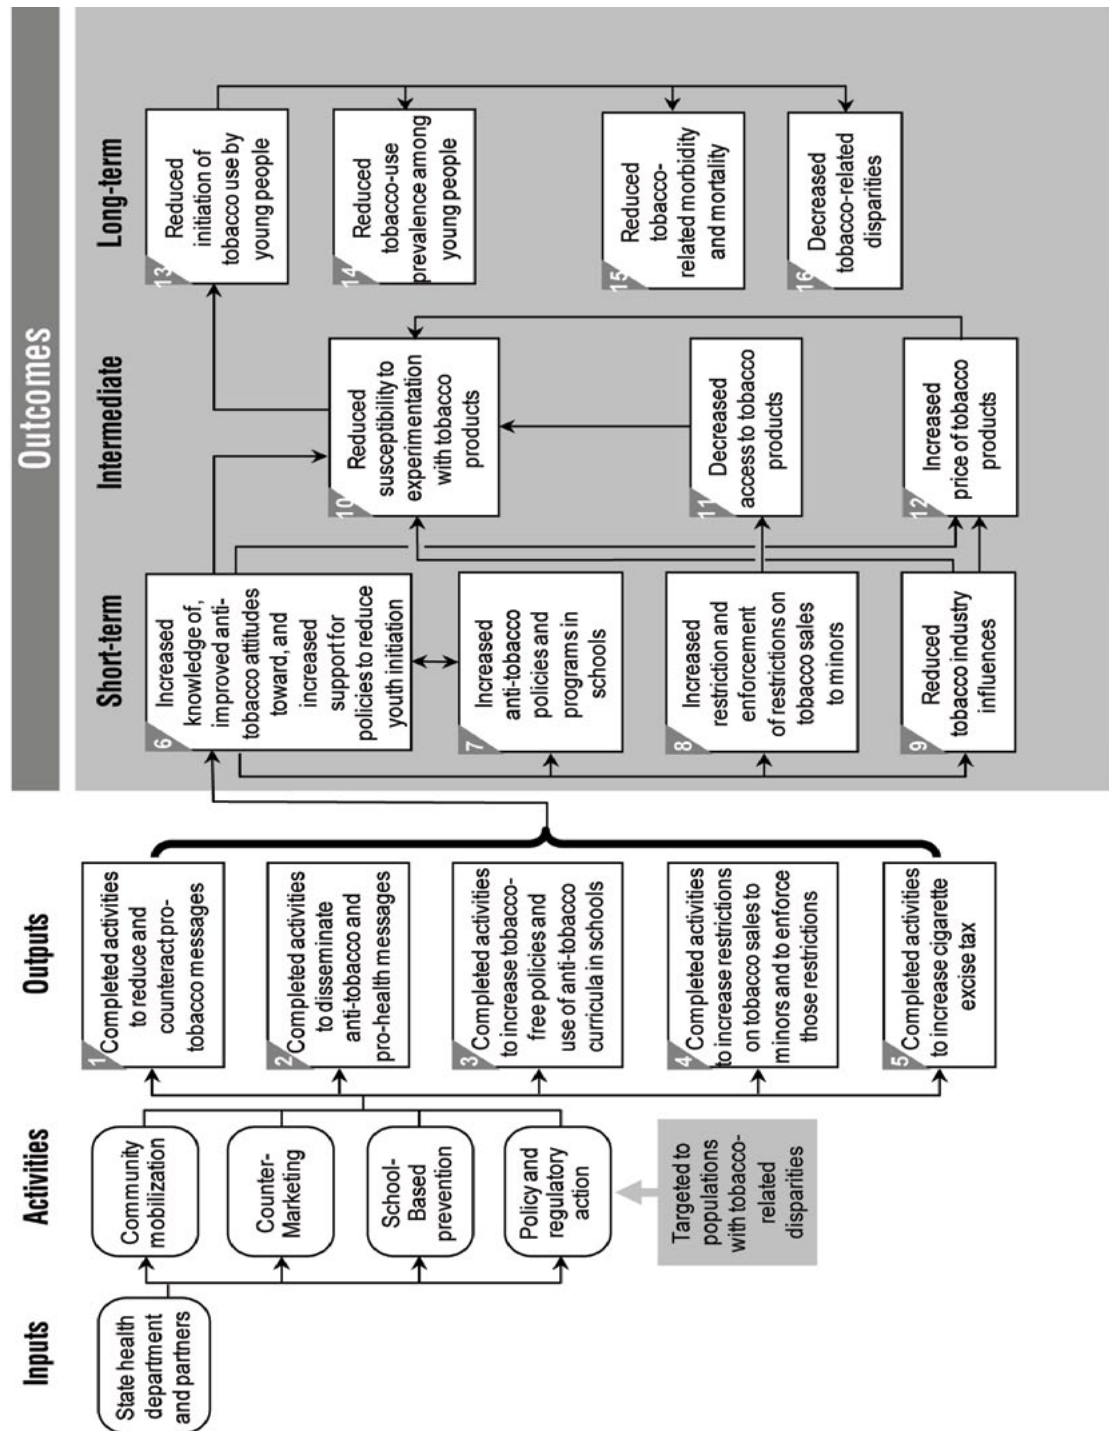 Inputs
State health
department
and partners
Activities
Community
mobilization
Counter-
Marketing
School-
Based
prevention
Policy and
regulatory
action
Targeted to
populations
with tobacco-
related
disparities
Outputs
1
Completed activities
to reduce and
counteract pro-
tobacco messages
2
Completed activities
to disseminate
anti-tobacco and
pro-health messages
3
Completed activities
to increase tobacco-
free policies and
use of anti-tobacco
curricula in schools
4
Completed activities
to increase restrictions
on tobacco sales to
minors and to enforce
those restrictions
5
Completed activities
to increase cigarette
excise tax
Outcomes
Short-term
6
Increased
knowledge of,
improved anti-
tobacco attitudes
toward, and
increased
support for
policies to reduce
youth initiation
7
Increased
anti-tobacco
policies and
programs in
schools
8
Increased
restriction and
enforcement
of restrictions on
tobacco sales
to minors
9
Reduced
tobacco industry
influences
Intermediate
10
Reduced
susceptibility to
experimentation
with tobacco
products
11
Decreased
access to tobacco
products
12
Increased
price of tobacco
products
Long-term
13
Reduced
initiation of
tobacco use by
young people
14
Reduced
tobacco-use
prevalence among
young people
15
Reduced
tobacco-
related morbidity
and mortality
16
Decreased
tobacco-related
disparities